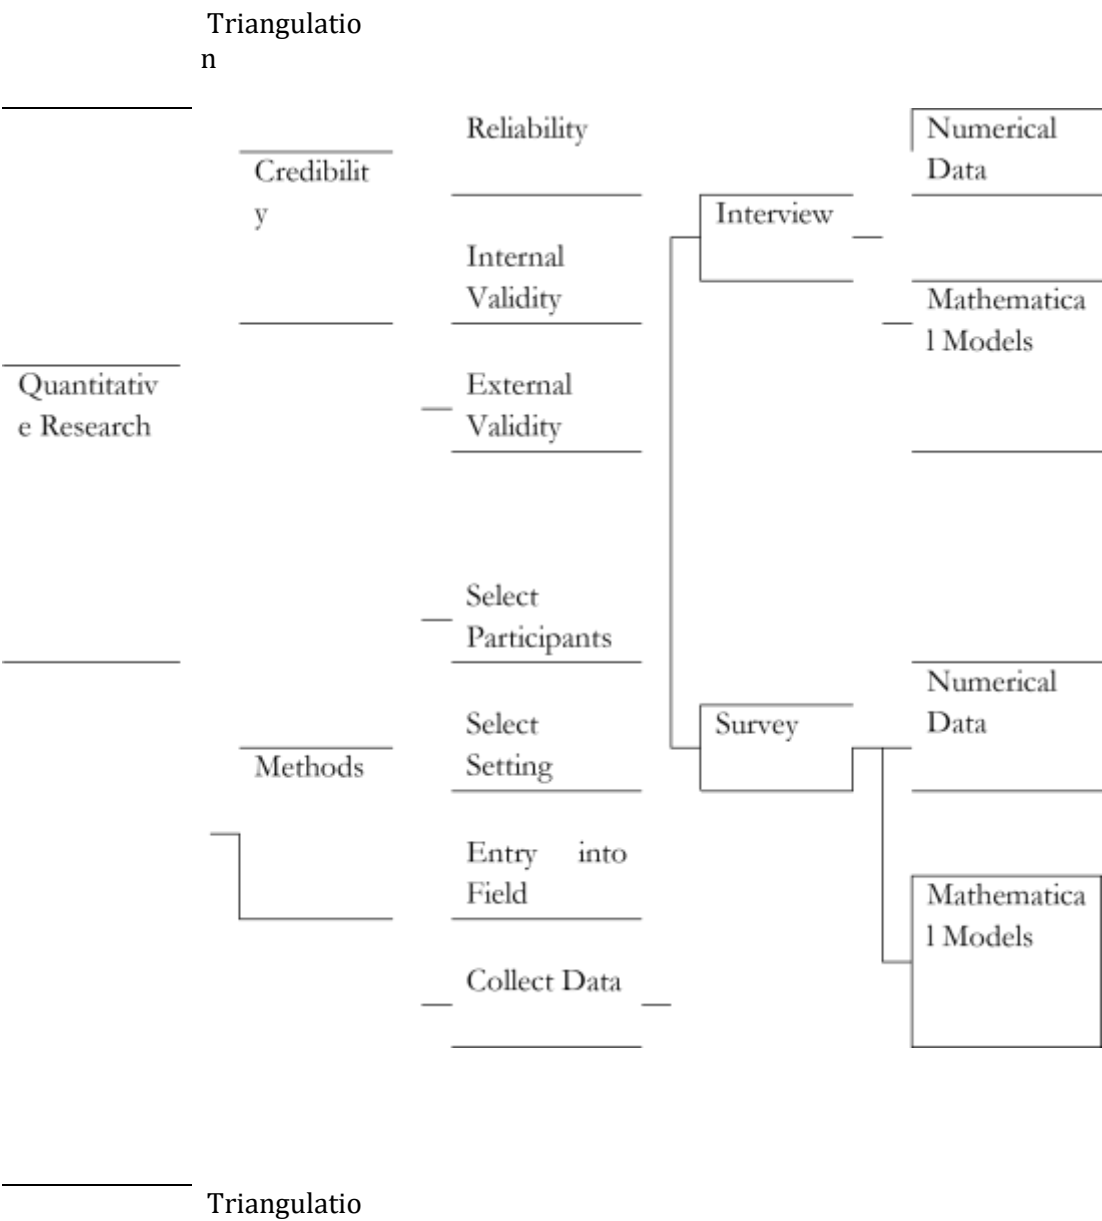 Triangulatio
n
Reliability
Numerical
Data
Credibilit
y
Interview
Internal
Validity
Mathematica
l Models
Quantitativ
e Research
External
Validity
Select
Participants
Numerical
Data
Select
Setting
Survey
Methods
Entry into
Field
Mathematica
l Models
Collect Data
Triangulatio